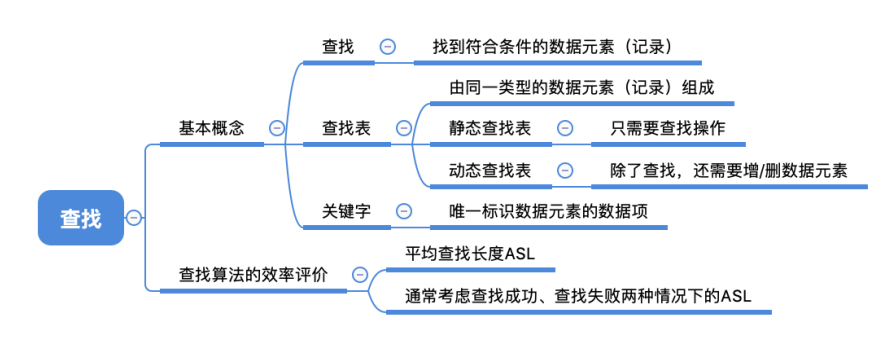 查找
基本概念
查找
找到符合条件的数据元素（记录）
查找表
由同一类型的数据元素（记录）组成
静态查找表
只需要查找操作
动态查找表
除了查找，还需要增/删数据元素
关键字
唯一标识数据元素的数据项
查找算法的效率评价
平均查找长度ASL
通常考虑查找成功、查找失败两种情况下的ASL